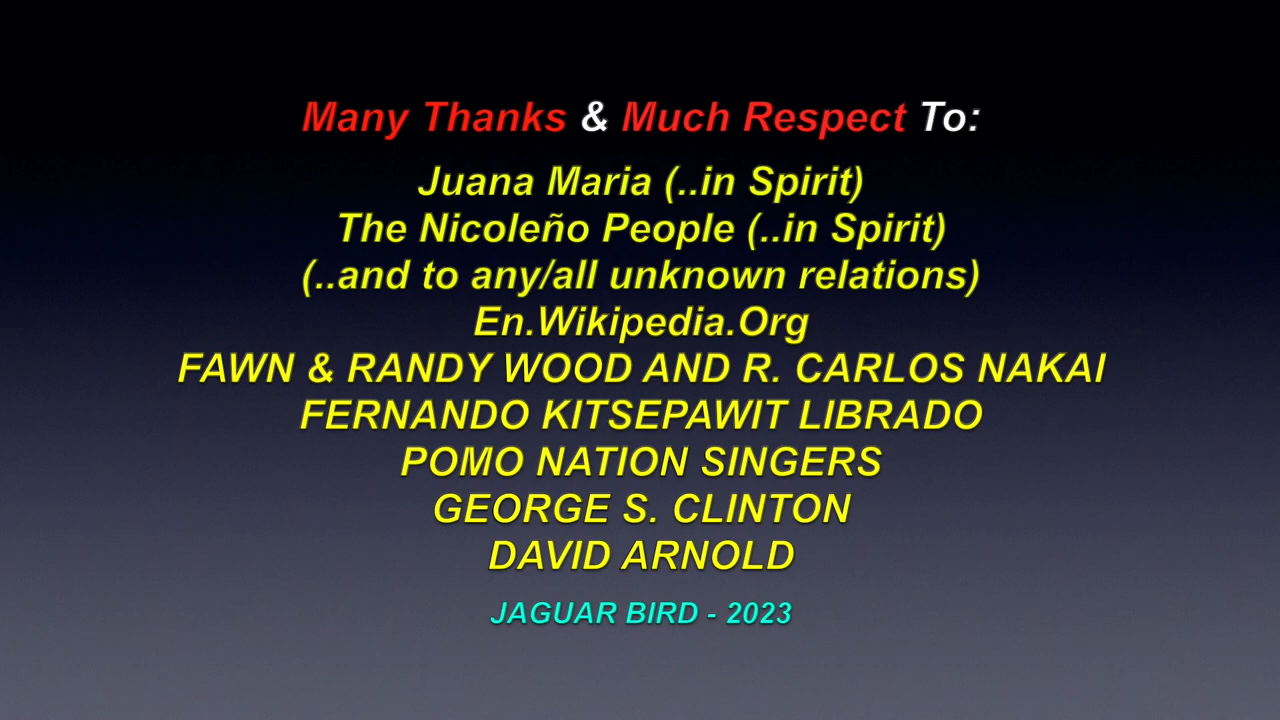 Many Thanks & Much Respect To:
Juana Maria (..in Spirit)
The Nicoleño People (..in Spirit)
(..and to any/all unknown relations)
En.Wikipedia.Org
FAWN & RANDY WOOD AND R. CARLOS NAKAI
FERNANDO KITSEPAWIT LIBRADO
POMO NATION SINGERS
GEORGE S. CLINTON
DAVID ARNOLD
JAGUAR BIRD - 2023